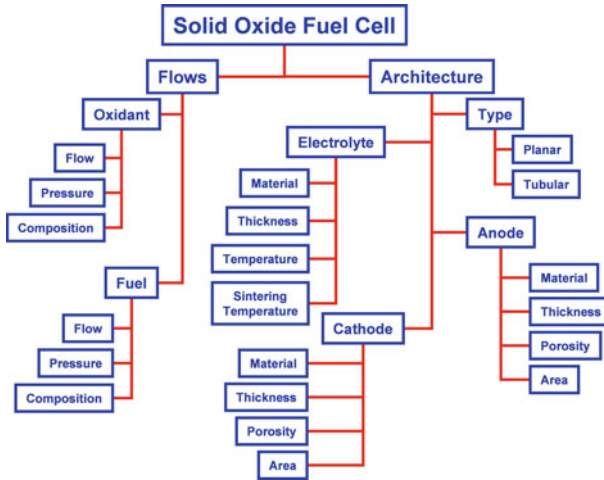 Solid Oxide Fuel Cell
Flows
Oxidant
Flow
Pressure
Composition
Fuel
Flow
Pressure
Composition
Architecture
Type
Planar
Tubular
Electrolyte
Material
Thickness
Temperature
Sintering
Temperature
Anode
Material
Thickness
Porosity
Area
Cathode
Material
Thickness
Porosity
Area